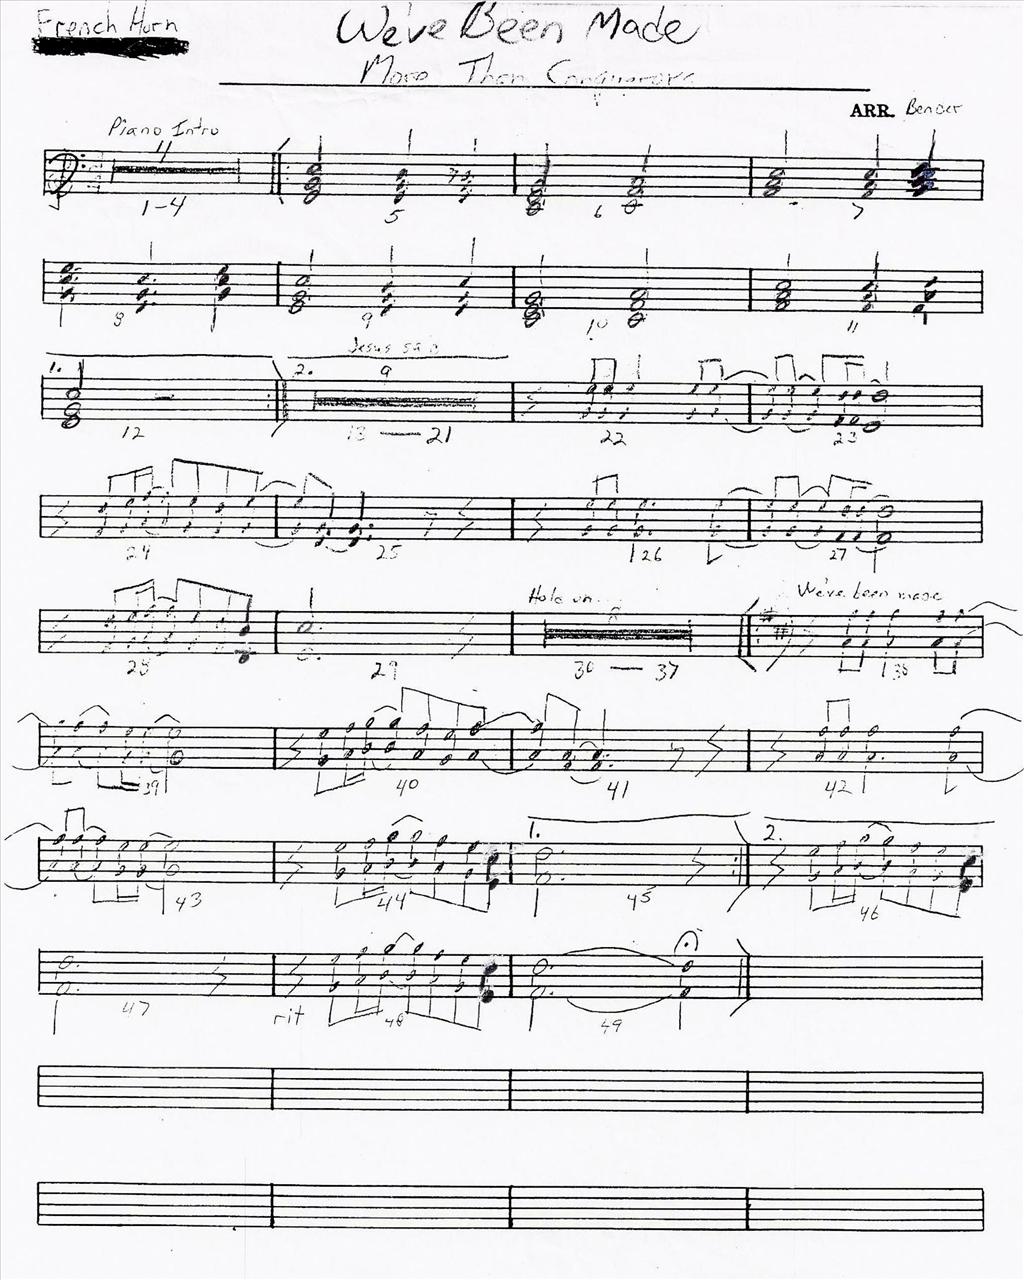 French Horn
We've Been Made
More Than Conquerors
ARR. Bender
Piano Intro
4
1-4 5 6 7
8 9 10 11
1. 2. Jesus said
9
12 13 — 21 22 23
24 25 26 27
Hold on... We've been made
8
28 29 30 — 37 38
39 40 41 42
1. 2.
43 44 45 46
47 rit 48 49